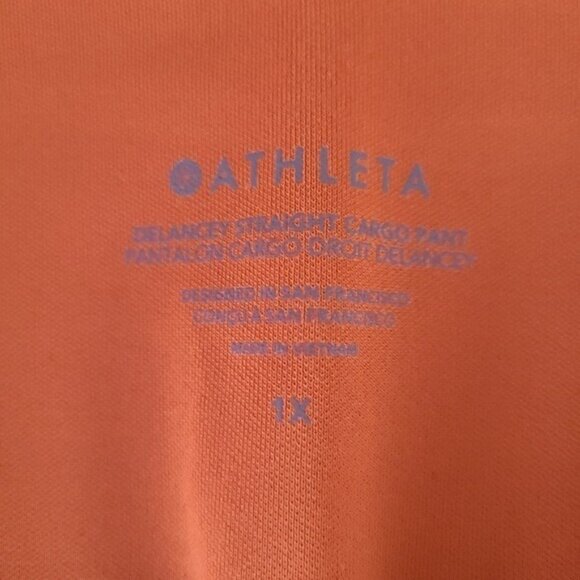 ATHLETA
DELANCEY STRAIGHT CARGO PANT
PANTALON CARGO DROIT DELANCEY
DESIGNED IN SAN FRANCISCO
CONÇU À SAN FRANCISCO
MADE IN VIETNAM
1X